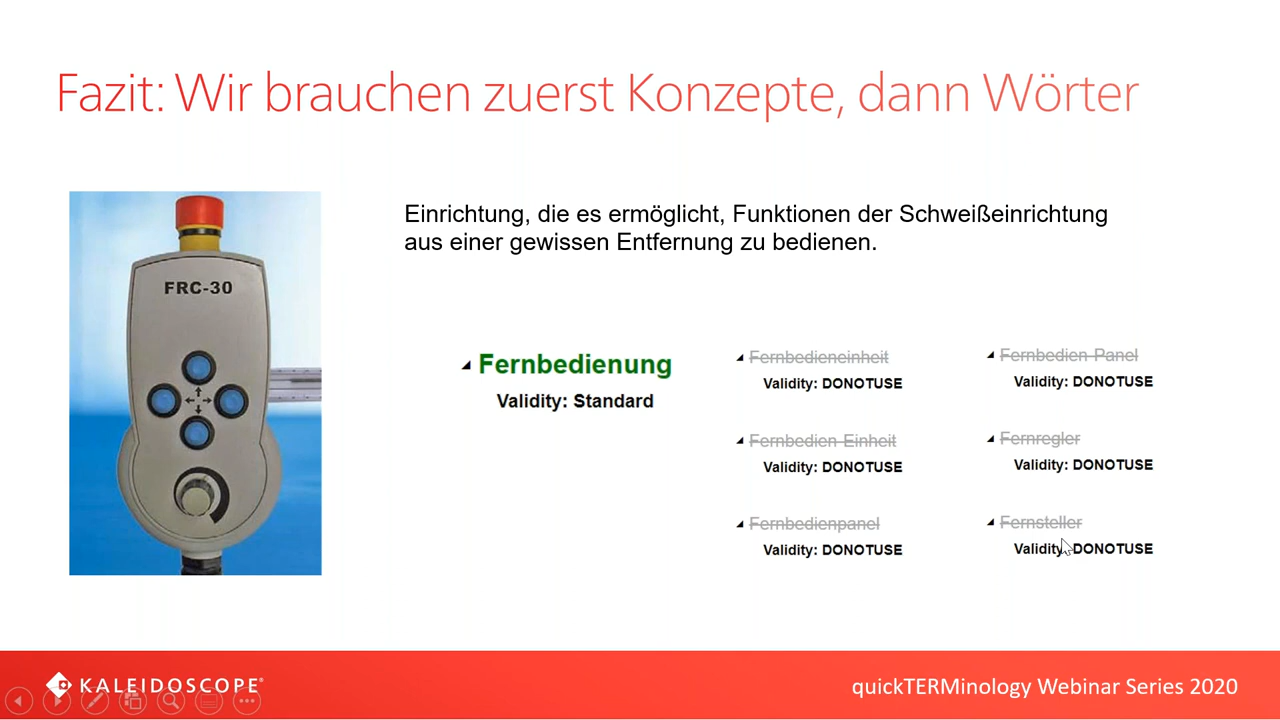 Fazit: Wir brauchen zuerst Konzepte, dann Wörter
FRC-30
Einrichtung, die es ermöglicht, Funktionen der Schweißeinrichtung
aus einer gewissen Entfernung zu bedienen.
Fernbedienung
Validity: Standard
Fernbedieneinheit
Validity: DONOTUSE
Fernbedien-Einheit
Validity: DONOTUSE
Fernbedienpanel
Validity: DONOTUSE
Fernbedien-Panel
Validity: DONOTUSE
Fernregler
Validity: DONOTUSE
Fernsteller
Validity: DONOTUSE
KALEIDOSCOPE®
quickTERMinology Webinar Series 2020